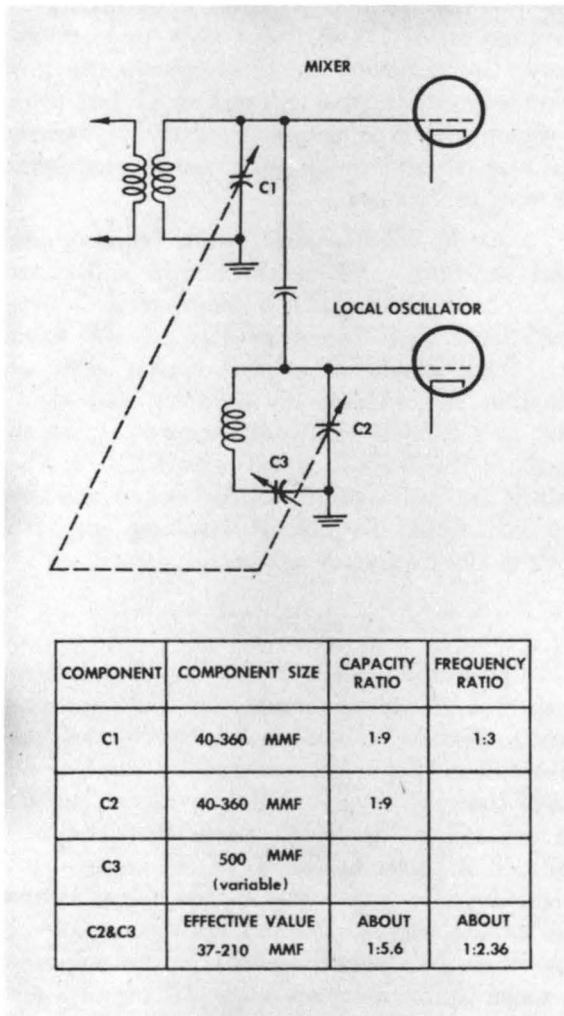 MIXER
C1
LOCAL OSCILLATOR
C2
C3
COMPONENT COMPONENT SIZE CAPACITY RATIO FREQUENCY RATIO
C1 40-360 MMF 1:9 1:3
C2 40-360 MMF 1:9
C3 500 MMF (variable)
C2&C3 EFFECTIVE VALUE 37-210 MMF ABOUT 1:5.6 ABOUT 1:2.36